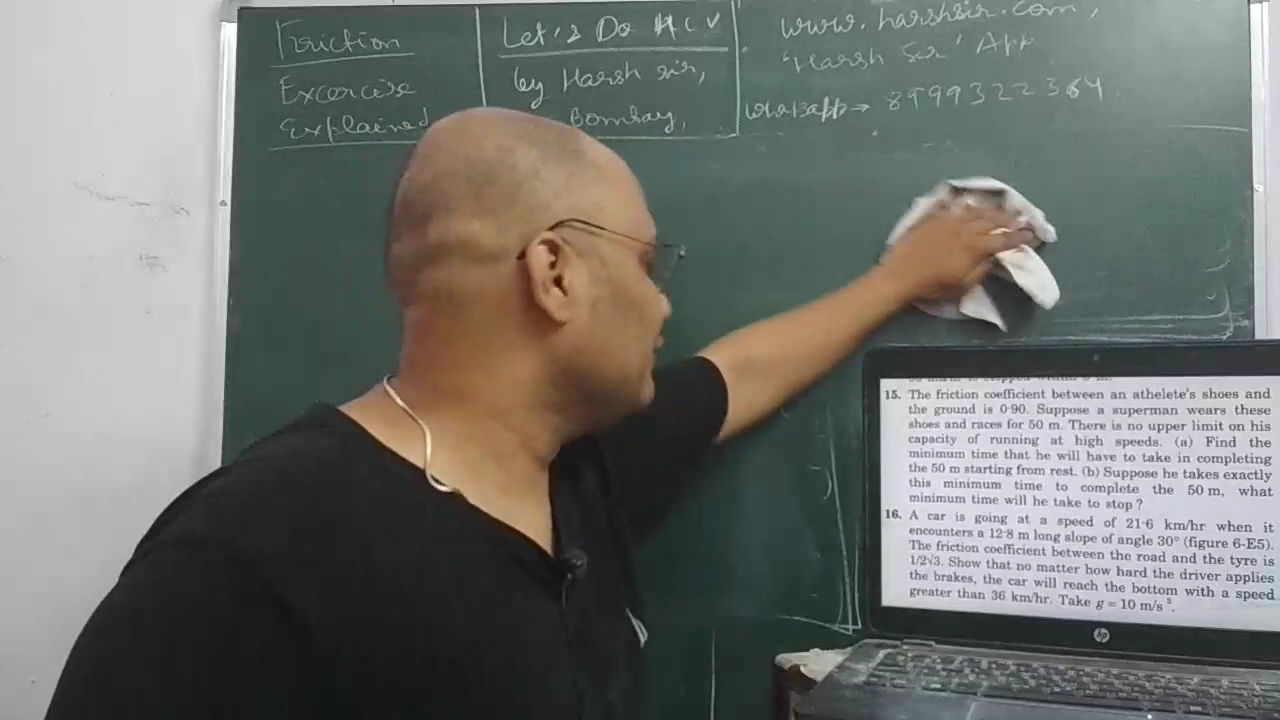 Friction
Excercise
Explained
Let's Do HCV
by Harsh sir,
Bombay,
www.harshsir.com,
'Harsh Sir' App
Whatsapp → 8999322364
15. The friction coefficient between an athelete's shoes and
the ground is 0·90. Suppose a superman wears these
shoes and races for 50 m. There is no upper limit on his
capacity of running at high speeds. (a) Find the
minimum time that he will have to take in completing
the 50 m starting from rest. (b) Suppose he takes exactly
this minimum time to complete the 50 m, what
minimum time will he take to stop ?
16. A car is going at a speed of 21·6 km/hr when it
encounters a 12·8 m long slope of angle 30° (figure 6-E5).
The friction coefficient between the road and the tyre is
1/2√3. Show that no matter how hard the driver applies
the brakes, the car will reach the bottom with a speed
greater than 36 km/hr. Take g = 10 m/s².
hp